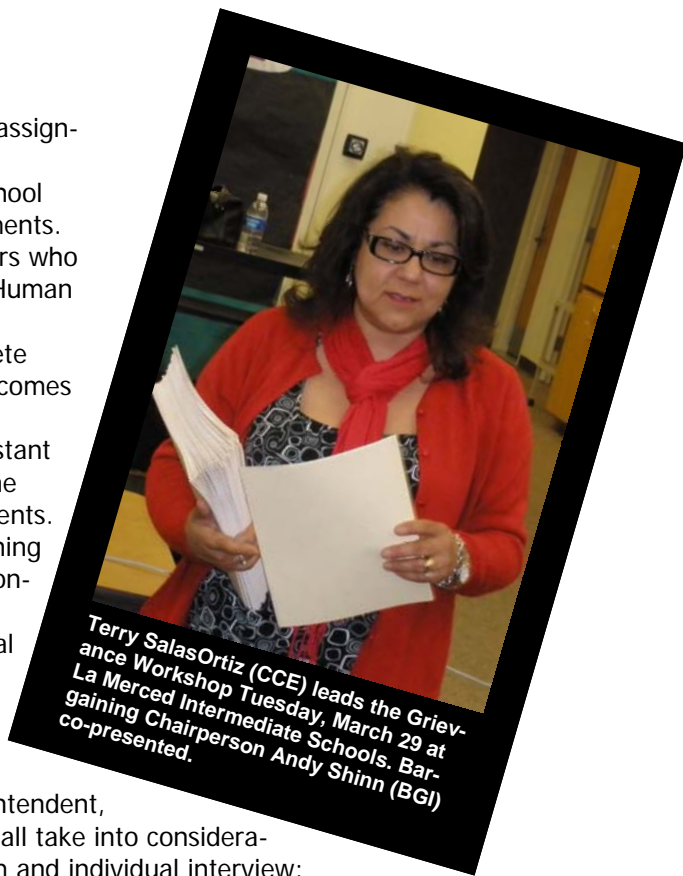 assign-
hool
nents.
rs who
Human
ete
comes
stant
ne
ents.
ning
on-
al
Terry SalasOrtiz (CCE) leads the Griev-
ance Workshop Tuesday, March 29 at
La Merced Intermediate Schools. Bar-
gaining Chairperson Andy Shinn (BGI)
co-presented.
ntendent,
all take into considera-
n and individual interview;